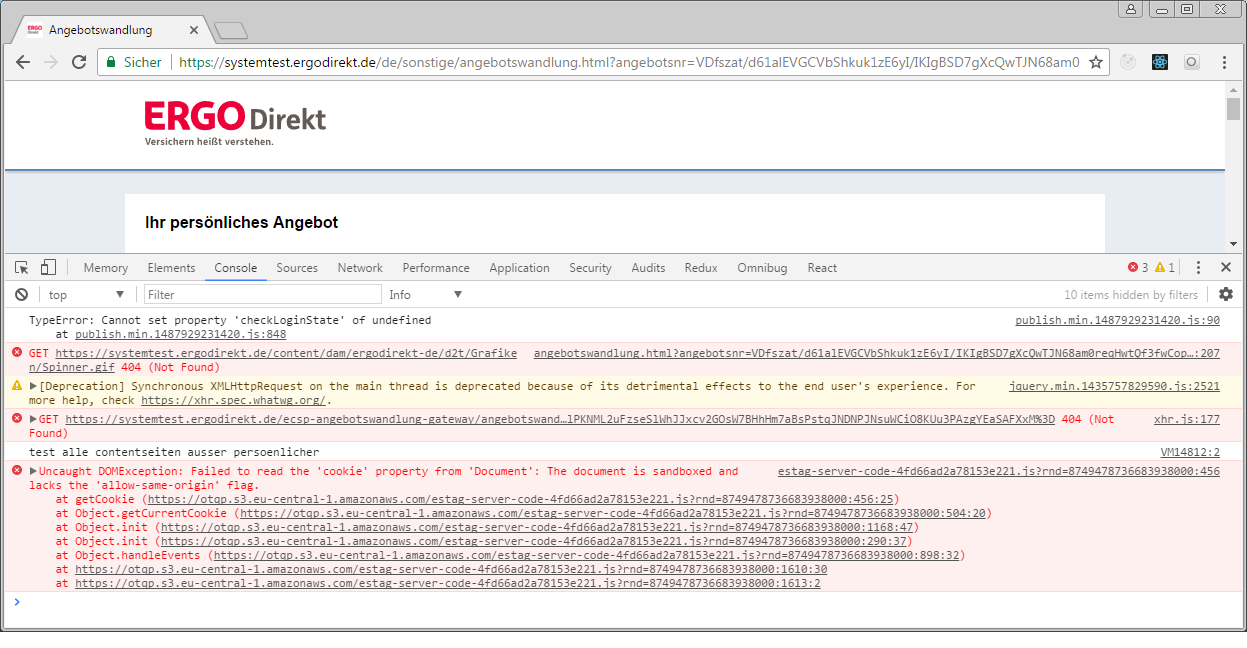 ERGO Direkt Angebotswandlung
Sicher https://systemtest.ergodirekt.de/de/sonstige/angebotswandlung.html?angebotsnr=VDfszat/d61alEVGCVbShkuk1zE6yI/IKIgBSD7gXcQwTJN68am0
ERGO Direkt
Versichern heißt verstehen.
Ihr persönliches Angebot
Memory Elements Console Sources Network Performance Application Security Audits Redux Omnibug React 3 1
top Filter Info 10 items hidden by filters
TypeError: Cannot set property 'checkLoginState' of undefined publish.min.1487929231420.js:90
at publish.min.1487929231420.js:848
GET https://systemtest.ergodirekt.de/content/dam/ergodirekt-de/d2t/Grafike angebotswandlung.html?angebotsnr=VDfszat/d61alEVGCVbShkuk1zE6yI/IKIgBSD7gXcQwTJN68am0reqHwtQf3fwCop…:207
n/Spinner.gif 404 (Not Found)
[Deprecation] Synchronous XMLHttpRequest on the main thread is deprecated because of its detrimental effects to the end user's experience. For jquery.min.1435757829590.js:2521
more help, check https://xhr.spec.whatwg.org/.
GET https://systemtest.ergodirekt.de/ecsp-angebotswandlung-gateway/angebotswand…lPKNML2uFzseSlWhJJxcv2GOsW7BHhHm7aBsPstqJNDNPJNsuWCiO8KUu3PAzgYEaSAFXxM%3D 404 (Not xhr.js:177
Found)
test alle contentseiten ausser persoenlicher VM14812:2
Uncaught DOMException: Failed to read the 'cookie' property from 'Document': The document is sandboxed and estag-server-code-4fd66ad2a78153e221.js?rnd=8749478736683938000:456
lacks the 'allow-same-origin' flag.
at getCookie (https://otqp.s3.eu-central-1.amazonaws.com/estag-server-code-4fd66ad2a78153e221.js?rnd=8749478736683938000:456:25)
at Object.getCurrentCookie (https://otqp.s3.eu-central-1.amazonaws.com/estag-server-code-4fd66ad2a78153e221.js?rnd=8749478736683938000:504:20)
at Object.init (https://otqp.s3.eu-central-1.amazonaws.com/estag-server-code-4fd66ad2a78153e221.js?rnd=8749478736683938000:1168:47)
at Object.init (https://otqp.s3.eu-central-1.amazonaws.com/estag-server-code-4fd66ad2a78153e221.js?rnd=8749478736683938000:290:37)
at Object.handleEvents (https://otqp.s3.eu-central-1.amazonaws.com/estag-server-code-4fd66ad2a78153e221.js?rnd=8749478736683938000:898:32)
at https://otqp.s3.eu-central-1.amazonaws.com/estag-server-code-4fd66ad2a78153e221.js?rnd=8749478736683938000:1610:30
at https://otqp.s3.eu-central-1.amazonaws.com/estag-server-code-4fd66ad2a78153e221.js?rnd=8749478736683938000:1613:2